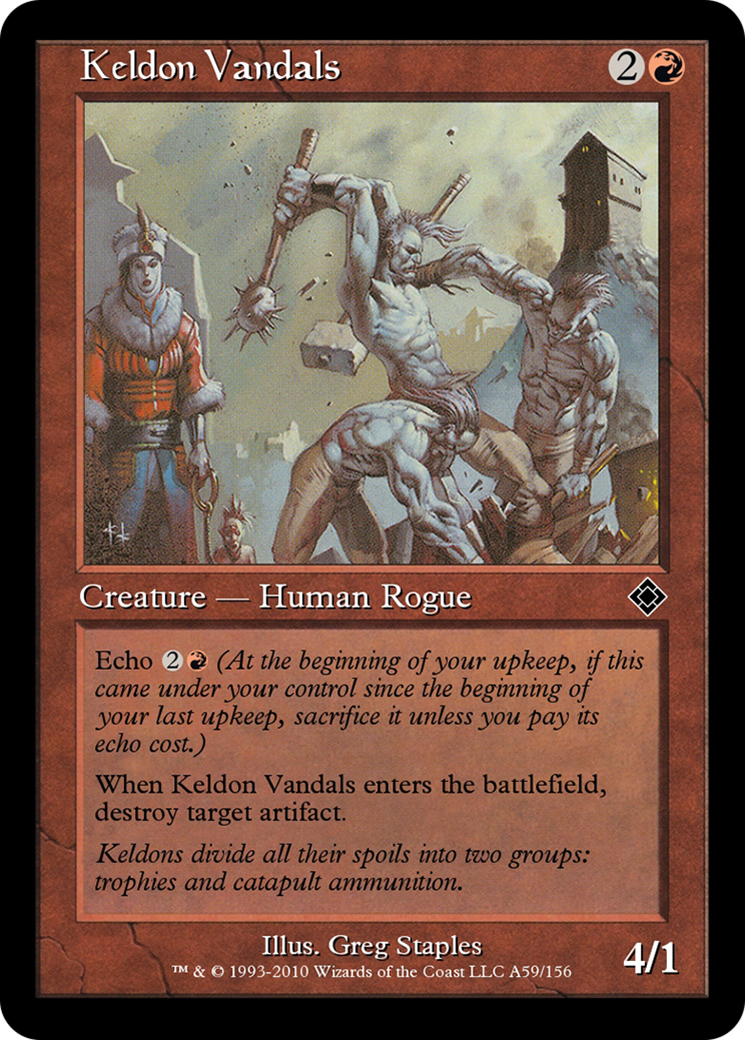 Keldon Vandals 2
Creature — Human Rogue
Echo 2 (At the beginning of your upkeep, if this
came under your control since the beginning of
your last upkeep, sacrifice it unless you pay its
echo cost.)
When Keldon Vandals enters the battlefield,
destroy target artifact.
Keldons divide all their spoils into two groups:
trophies and catapult ammunition.
Illus. Greg Staples
™ & © 1993-2010 Wizards of the Coast LLC A59/156
4/1